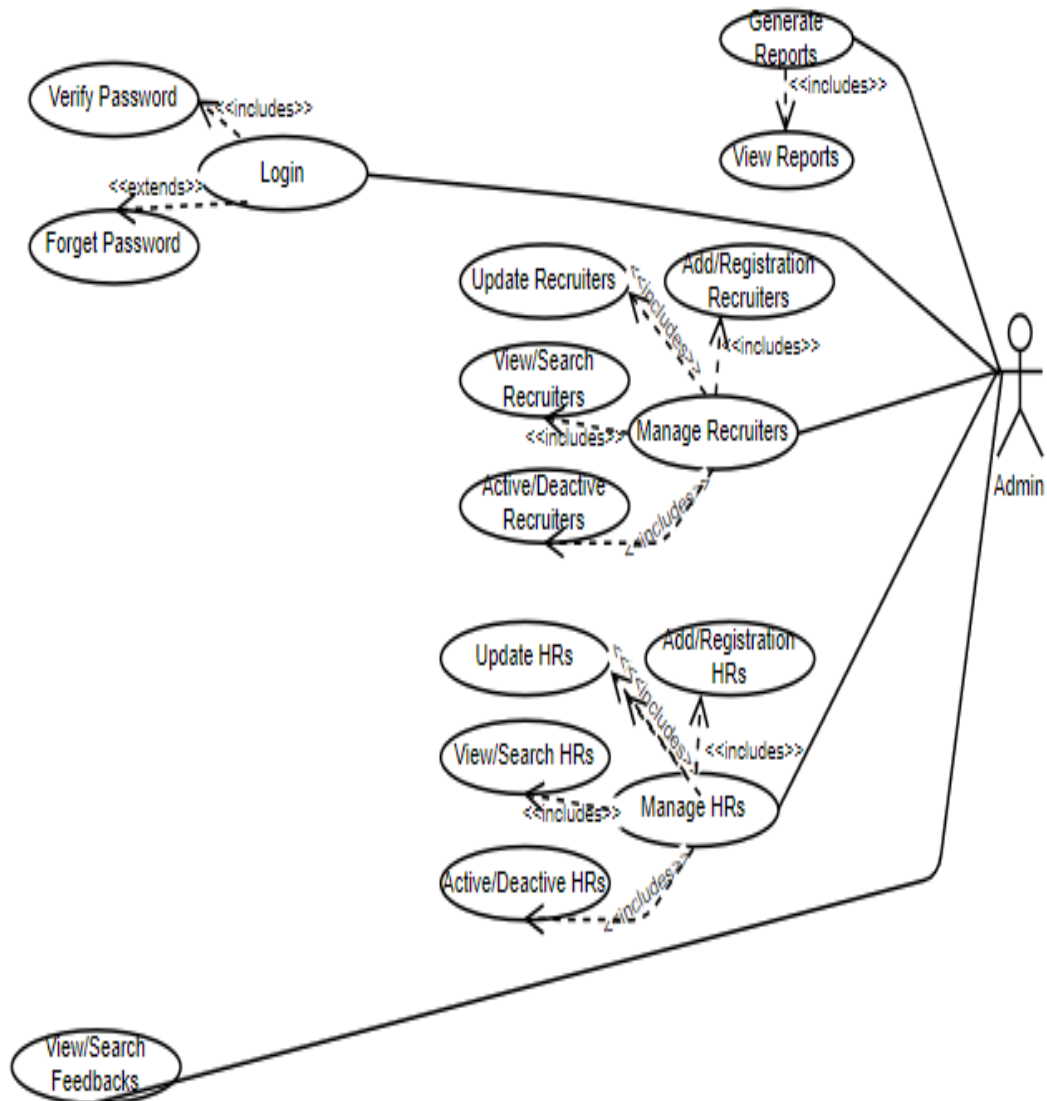 Generate
Reports
<<includes>>
View Reports
Verify Password
<<includes>>
Login
<<extends>>
Forget Password
Update Recruiters
<<includes>>
Add/Registration
Recruiters
<<includes>>
View/Search
Recruiters
<<includes>>
Manage Recruiters
Active/Deactive
Recruiters
<<includes>>
Admin
Update HRs
<<<<includes>>
Add/Registration
HRs
<<includes>>
View/Search HRs
<<includes>>
Manage HRs
Active/Deactive HRs
<<includes>>
View/Search
Feedbacks